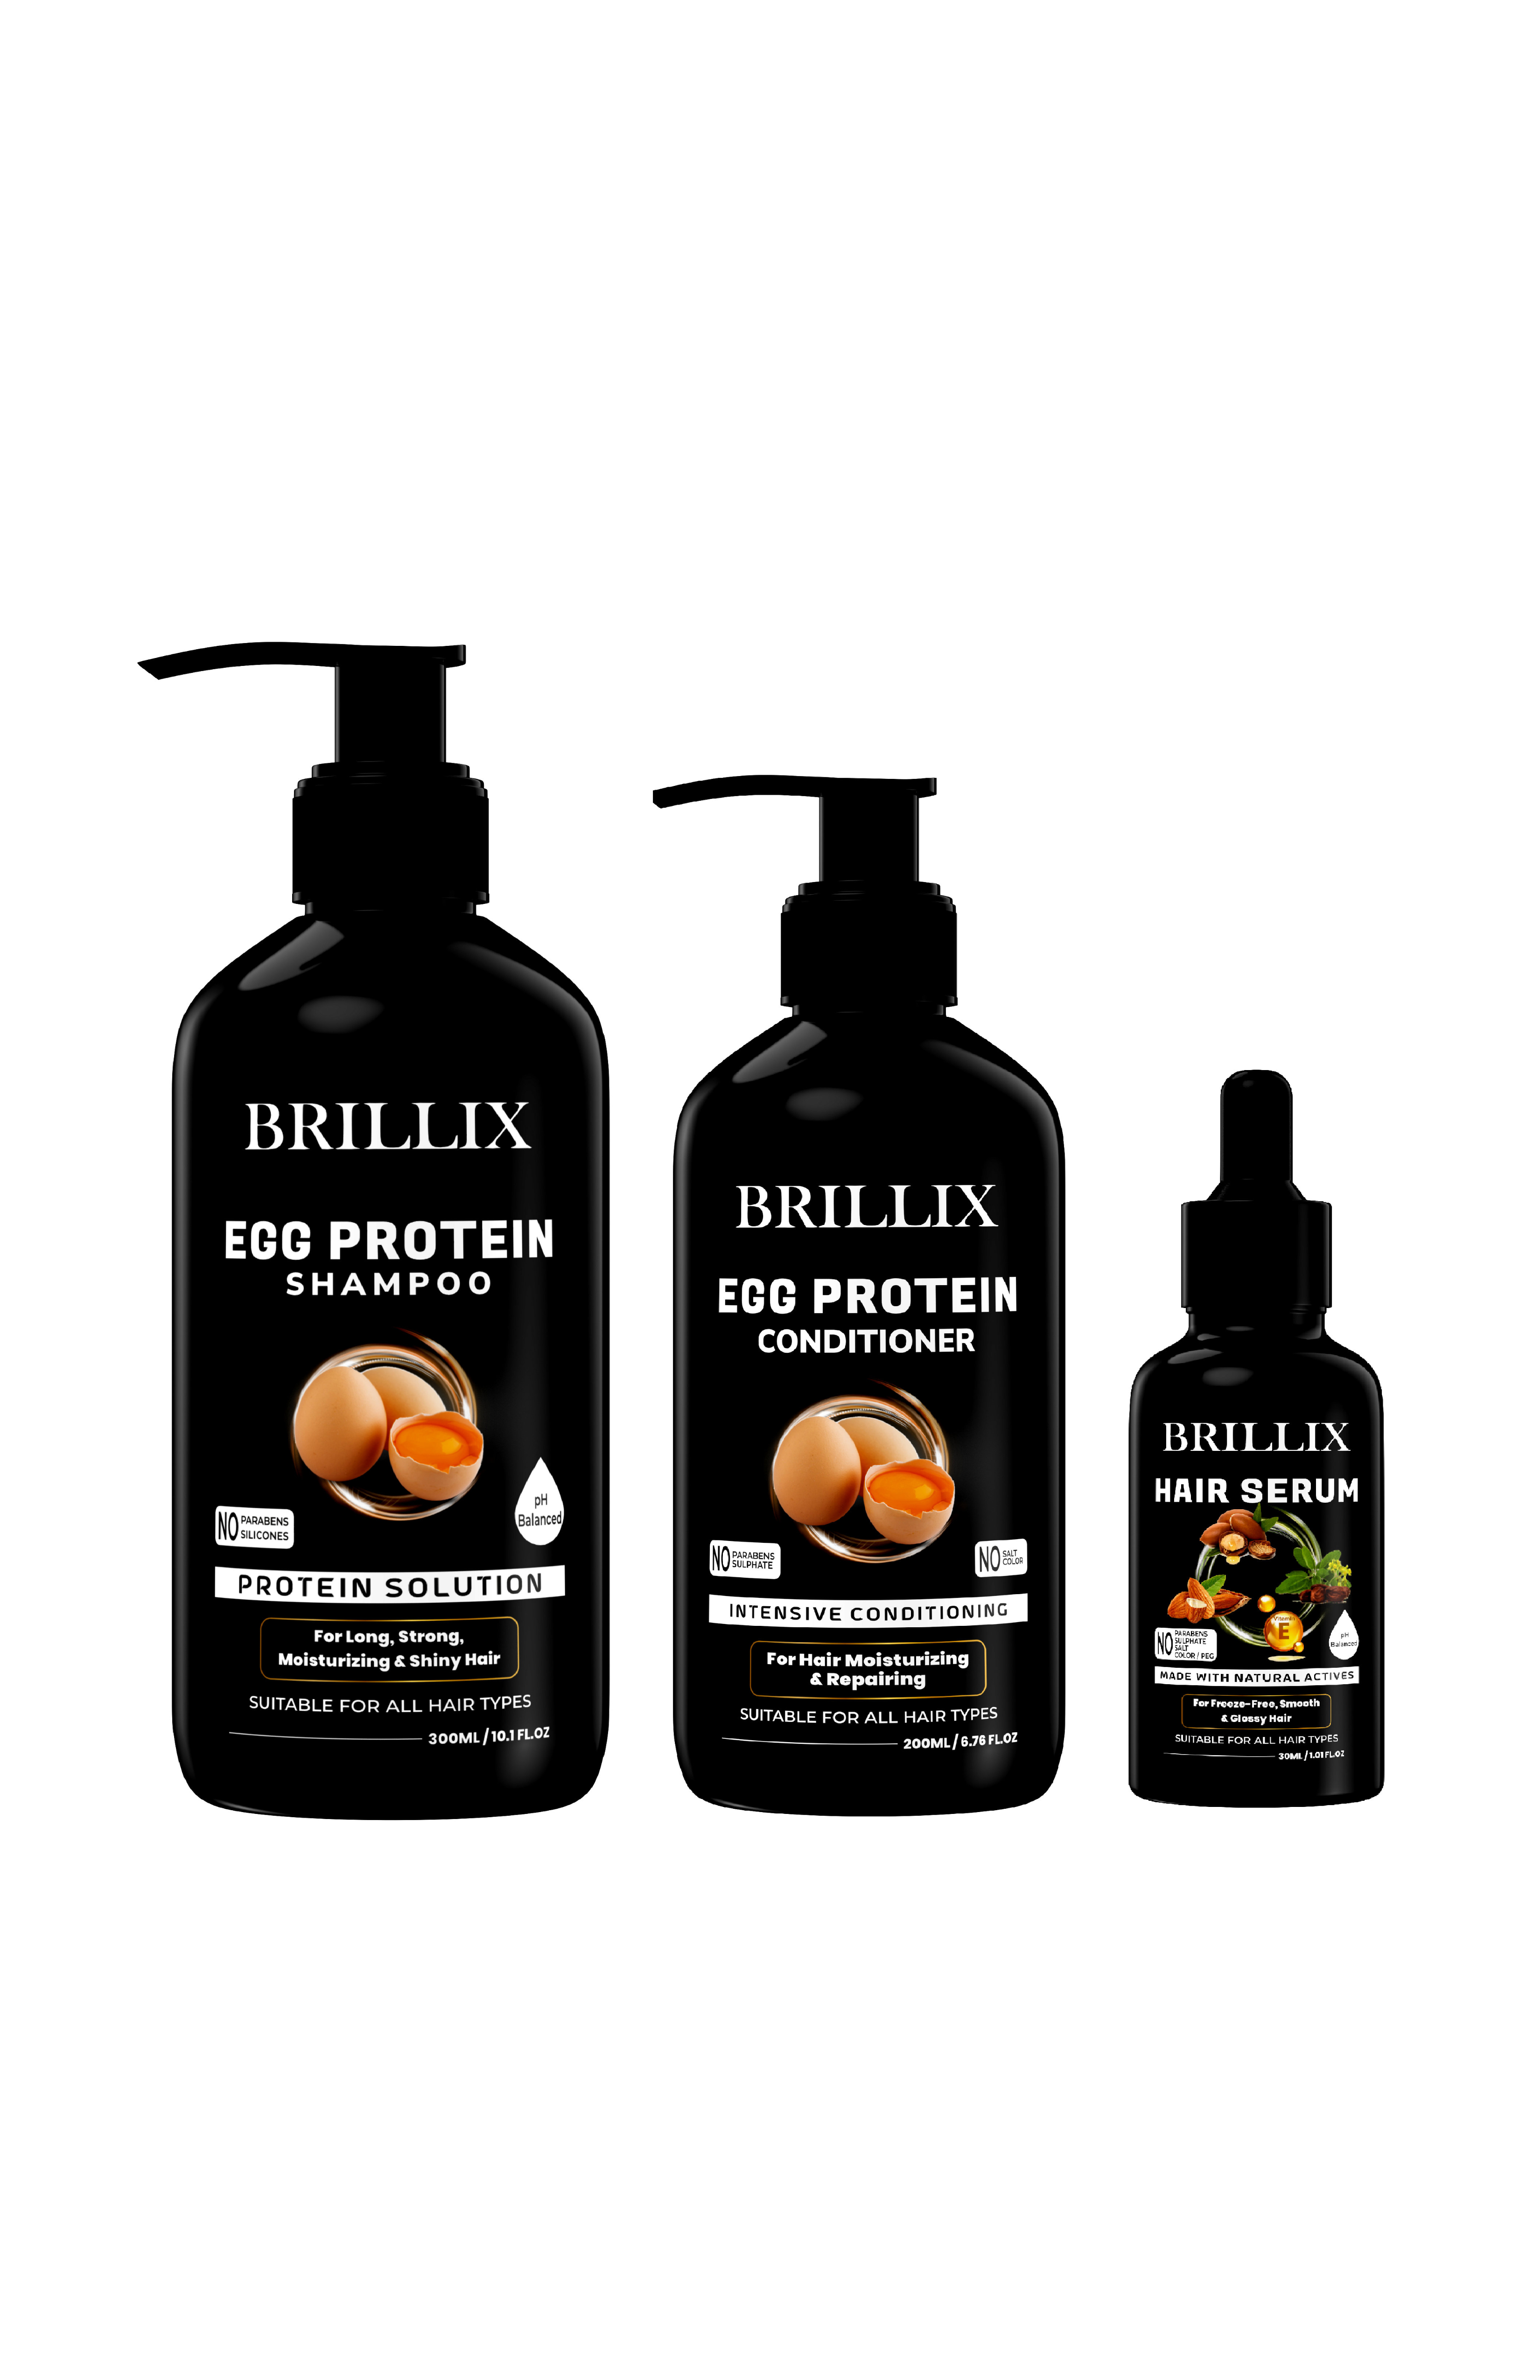 BRILLIX
EGG PROTEIN
SHAMPOO
NO PARABENS
SILICONES
pH
Balanced
PROTEIN SOLUTION
For Long, Strong,
Moisturizing & Shiny Hair
SUITABLE FOR ALL HAIR TYPES
300ML / 10.1 FL.OZ
BRILLIX
EGG PROTEIN
CONDITIONER
NO PARABENS
SULPHATE
NO SALT
COLOR
INTENSIVE CONDITIONING
For Hair Moisturizing
& Repairing
SUITABLE FOR ALL HAIR TYPES
200ML / 6.76 FL.OZ
BRILLIX
HAIR SERUM
Vitamin
E
NO PARABENS
SULPHATE
SALT
COLOR / PEG
pH
Balanced
MADE WITH NATURAL ACTIVES
For Freeze-Free, Smooth
& Glossy Hair
SUITABLE FOR ALL HAIR TYPES
30ML / 1.01 FL.OZ